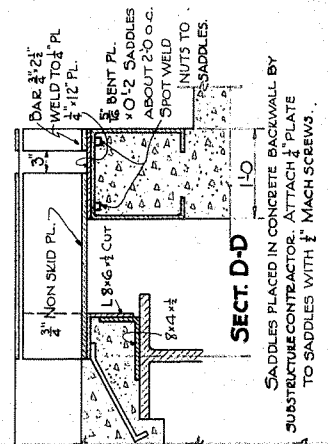 BAR 3/4" × 2 1/2"
WELD TO 1/4" PL
1/4" × 12" PL.
3"
5/16 BENT PL.
× 0'-2 SADDLES
ABOUT 2'-0 o.c.
SPOT WELD
NUTS TO
SADDLES.
3/4" NON SKID PL.
L 8×6×1/2 CUT
8×4×1/2
1-0
SECT. D-D
SADDLES PLACED IN CONCRETE BACKWALL BY
SUBSTRUCTURE CONTRACTOR. ATTACH 1/4" PLATE
TO SADDLES WITH 1/2" MACH SCREWS.